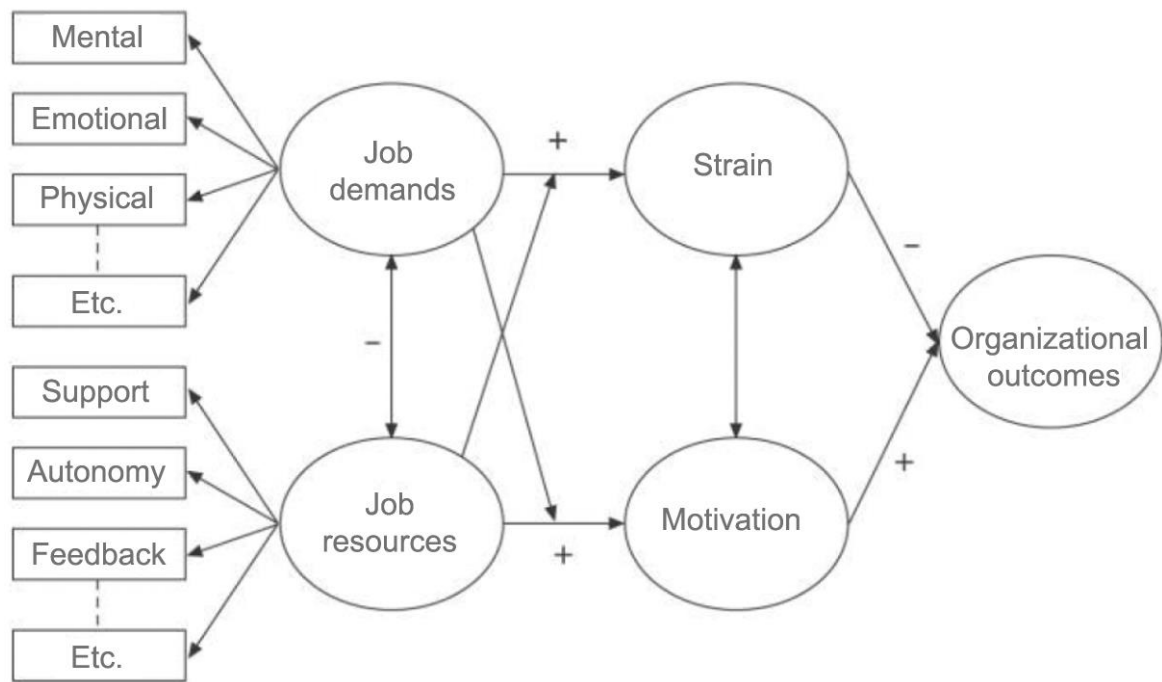 Mental
Emotional
Physical
Etc.
Support
Autonomy
Feedback
Etc.
Job
demands
–
Job
resources
+
+
Strain
Motivation
–
+
Organizational
outcomes